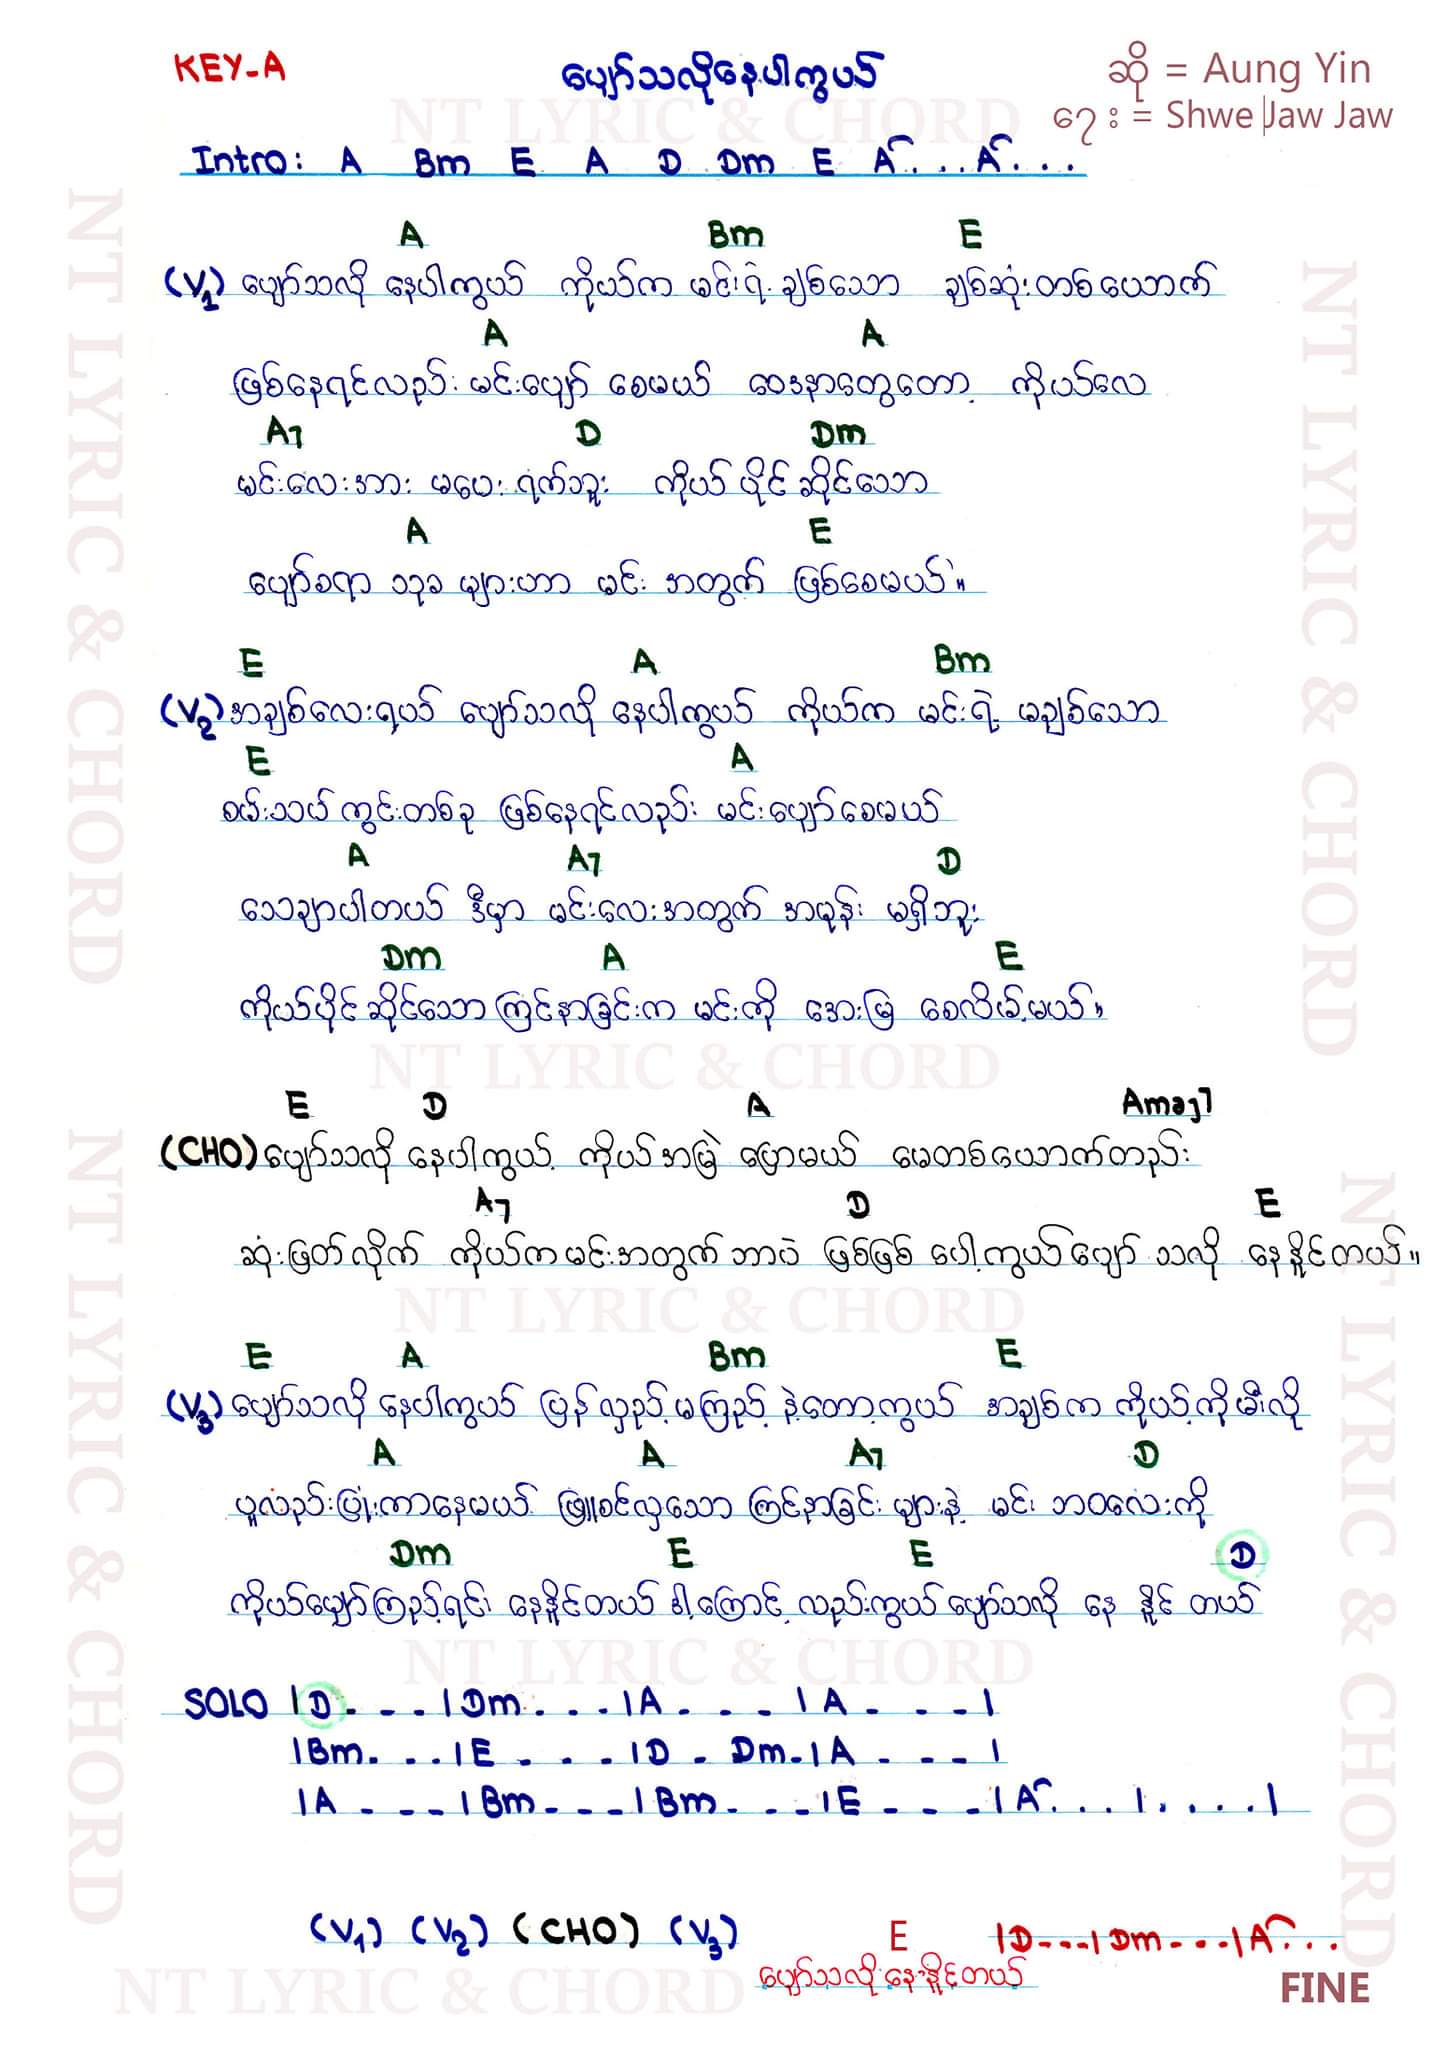 KEY-A
ပျော်သလိုနေပါကွယ်
ဆို = Aung Yin
ရေး = Shwe Jaw Jaw
NT LYRIC & CHORD
Intro: A Bm E A D Dm E A . . . A . . .
A Bm E
(V1) ပျော်သလို နေပါကွယ် ကိုယ်က မင်းရဲ့ ချစ်သော ချစ်ဆုံးတစ်ယောက်
A A
ဖြစ်နေရင်လည်း မင်းပျော် စေမယ် ဝေဒနာတွေတော့ ကိုယ်လေ
A7 D Dm
မင်းလေးအား မပေး ရက်ဘူး ကိုယ် ပိုင် ဆိုင်သော
A E
ပျော်စရာ သုခ များဟာ မင်း အတွက် ဖြစ်စေမယ်။
E A Bm
(V2) အချစ်လေးရယ် ပျော်သလို နေပါကွယ် ကိုယ်က မင်းရဲ့ မချစ်သော
E A
စမ်းသပ် ကွင်းတစ်ခု ဖြစ်နေရင်လည်း မင်းပျော်စေမယ်
A A7 D
သေချာပါတယ် ဒီမှာ မင်းလေးအတွက် အမုန်း မရှိဘူး
Dm A E
ကိုယ်ပိုင်ဆိုင်သော ကြင်နာခြင်းက မင်းကို အေးမြ စေလိမ့်မယ်။
NT LYRIC & CHORD
E D A Amaj7
(CHO) ပျော်သလို နေပါကွယ် ကိုယ်အမြဲ ပြောမယ် မေတစ်ယောက်တည်း
A7 D E
ဆုံးဖြတ်လိုက် ကိုယ်ကမင်းအတွက် ဘာပဲ ဖြစ်ဖြစ် ပေါ့ကွယ် ပျော် သလို နေနိုင်တယ်။
NT LYRIC & CHORD
E A Bm E
(V3) ပျော်သလို နေပါကွယ် ပြန် လှည့် မကြည့် နဲ့တော့ကွယ် အချစ်က ကိုယ့်ကိုမီးလို
A A A7 D
ပူလည်းပြုံးကာနေမယ် ဖြူစင်လှသော ကြင်နာခြင်း များနဲ့ မင်း ဘဝလေးကို
Dm E E D
ကိုယ်မျှော်ကြည့်ရင်း နေနိုင်တယ် ဒါ့ကြောင့် လည်းကွယ် ပျော်သလို နေ နိုင် တယ်
NT LYRIC & CHORD
SOLO |D - - - |Dm - - - |A - - - |A - - - |
|Bm - - - |E - - - |D - Dm - |A - - - |
|A - - - |Bm - - - |Bm - - - |E - - - |A . . . | . . . . |
(V1) (V2) (CHO) (V3) E |D - - - |Dm - - - |A . . .
ပျော်သလို နေနိုင်တယ်
FINE
NT LYRIC & CHORD
NT LYRIC & CHORD
NT LYRIC & CHORD
NT LYRIC & CHORD
NT LYRIC & CHORD